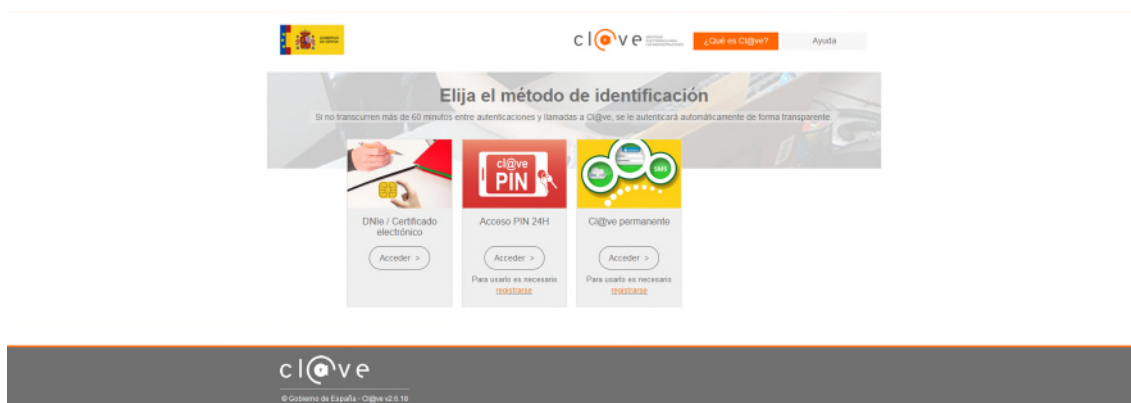 GOBIERNO
DE ESPAÑA
cl@ve
¿Qué es Cl@ve?
Ayuda
Elija el método de identificación
Si no transcurren más de 60 minutos entre autenticaciones y llamadas a Cl@ve, se le autenticará automáticamente de forma transparente.
cl@ve
PIN
SMS
DNIe / Certificado
electrónico
Acceder >
Acceso PIN 24H
Acceder >
Para usarlo es necesario
registrarse
Cl@ve permanente
Acceder >
Para usarlo es necesario
registrarse
cl@ve
© Gobierno de España - Cl@ve v2.6.18